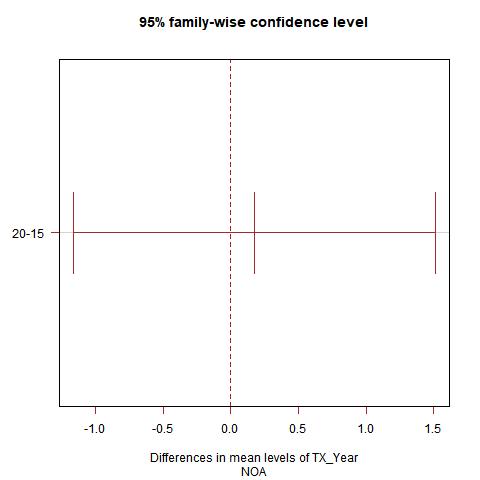 95% family-wise confidence level
20-15
-1.0 -0.5 0.0 0.5 1.0 1.5
Differences in mean levels of TX_Year
NOA